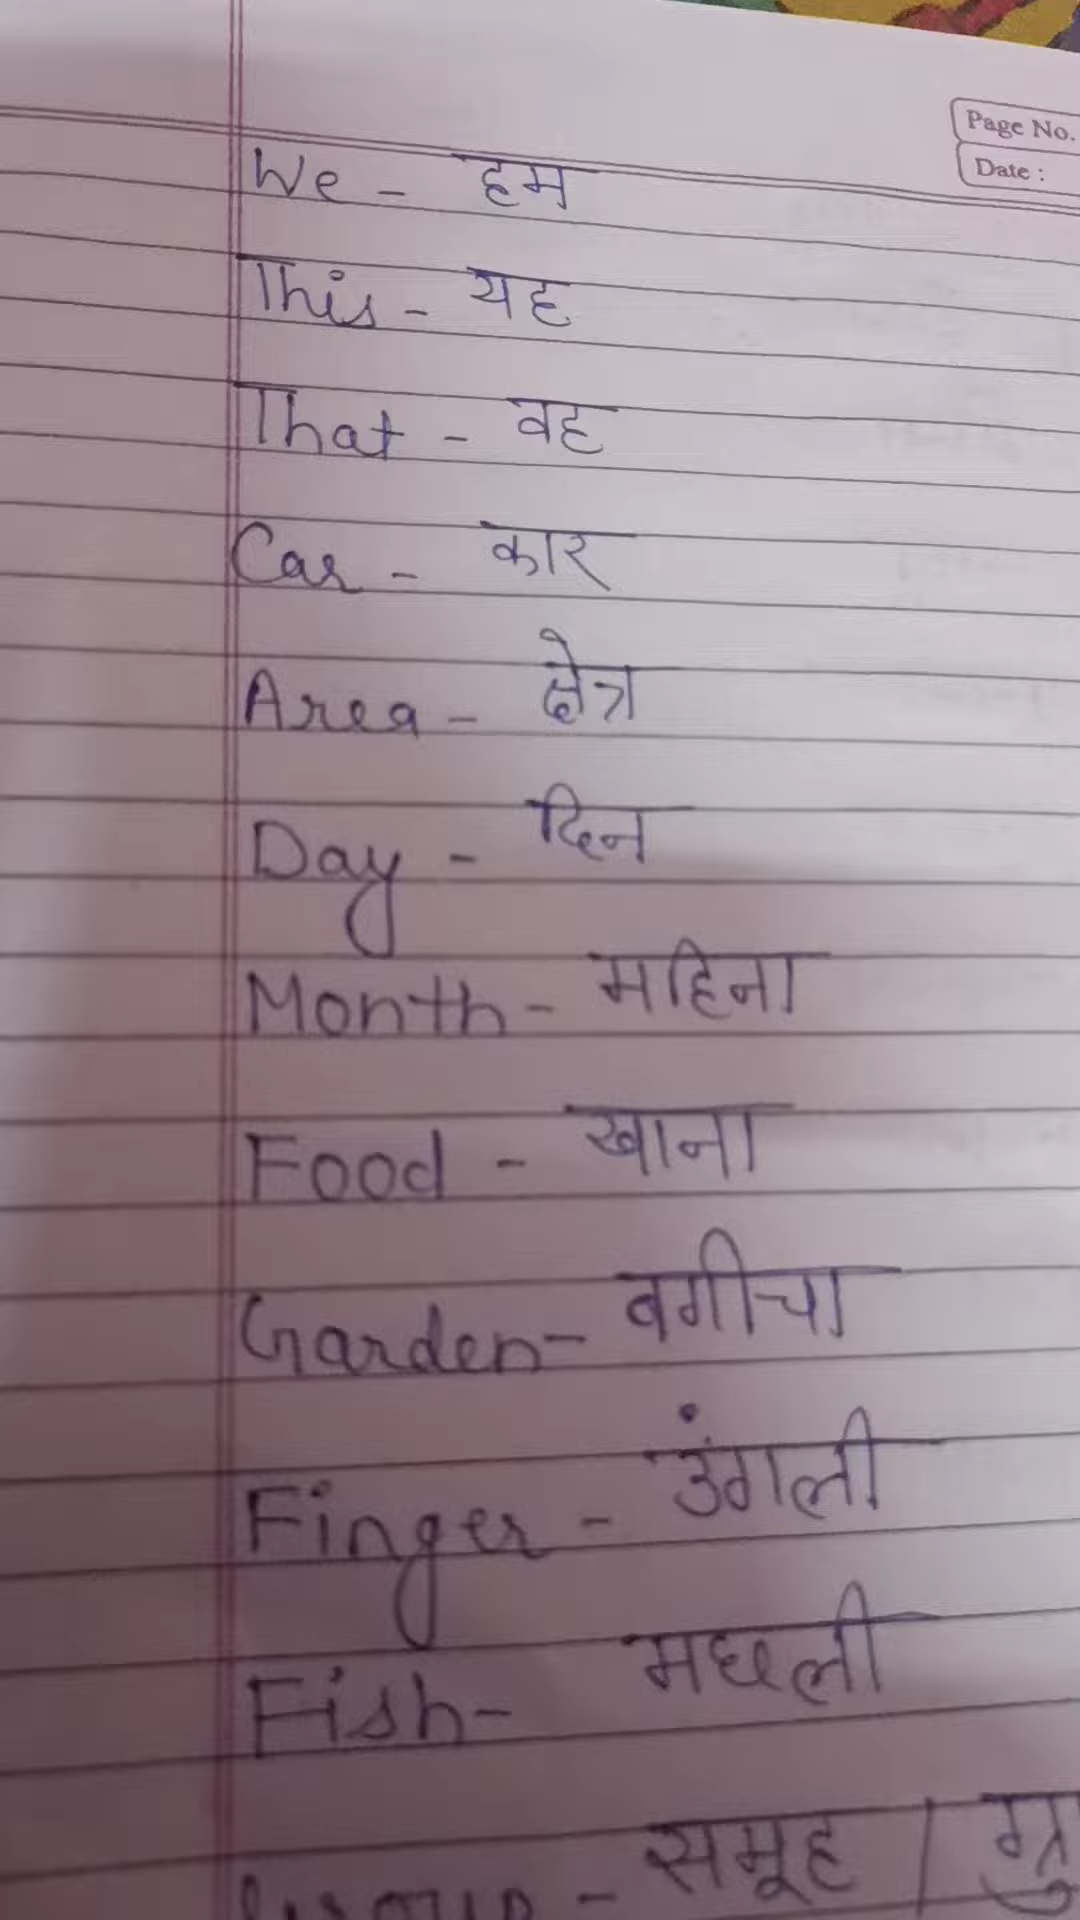 Page No.
Date :
We - हम
This - यह
That - वह
Car - कार
Area - क्षेत्र
Day - दिन
Month - महिना
Food - खाना
Garden - बगीचा
Finger - उंगली
Fish - मछली
Group - समूह /